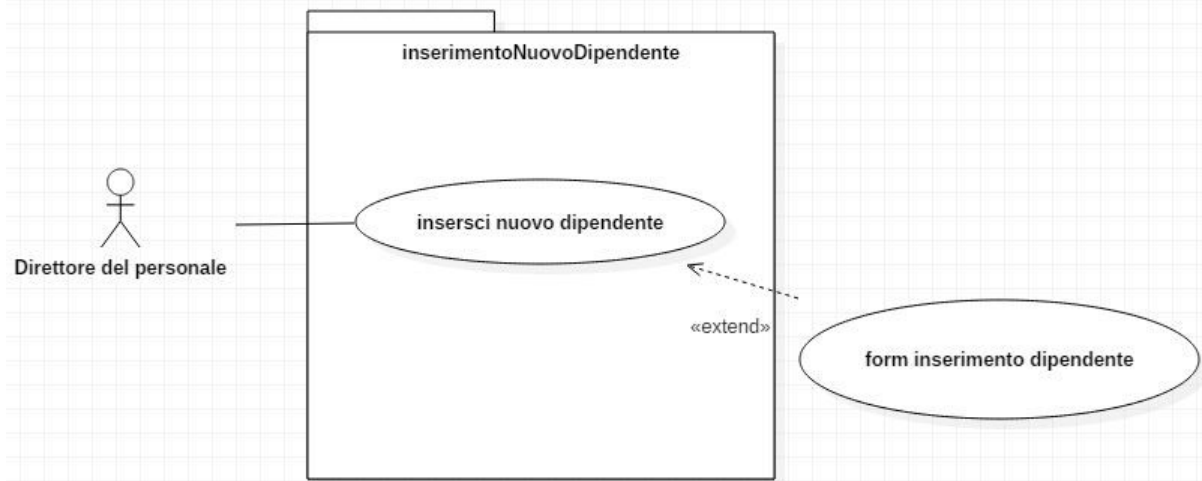 inserimentoNuovoDipendente
insersci nuovo dipendente
Direttore del personale
«extend»
form inserimento dipendente